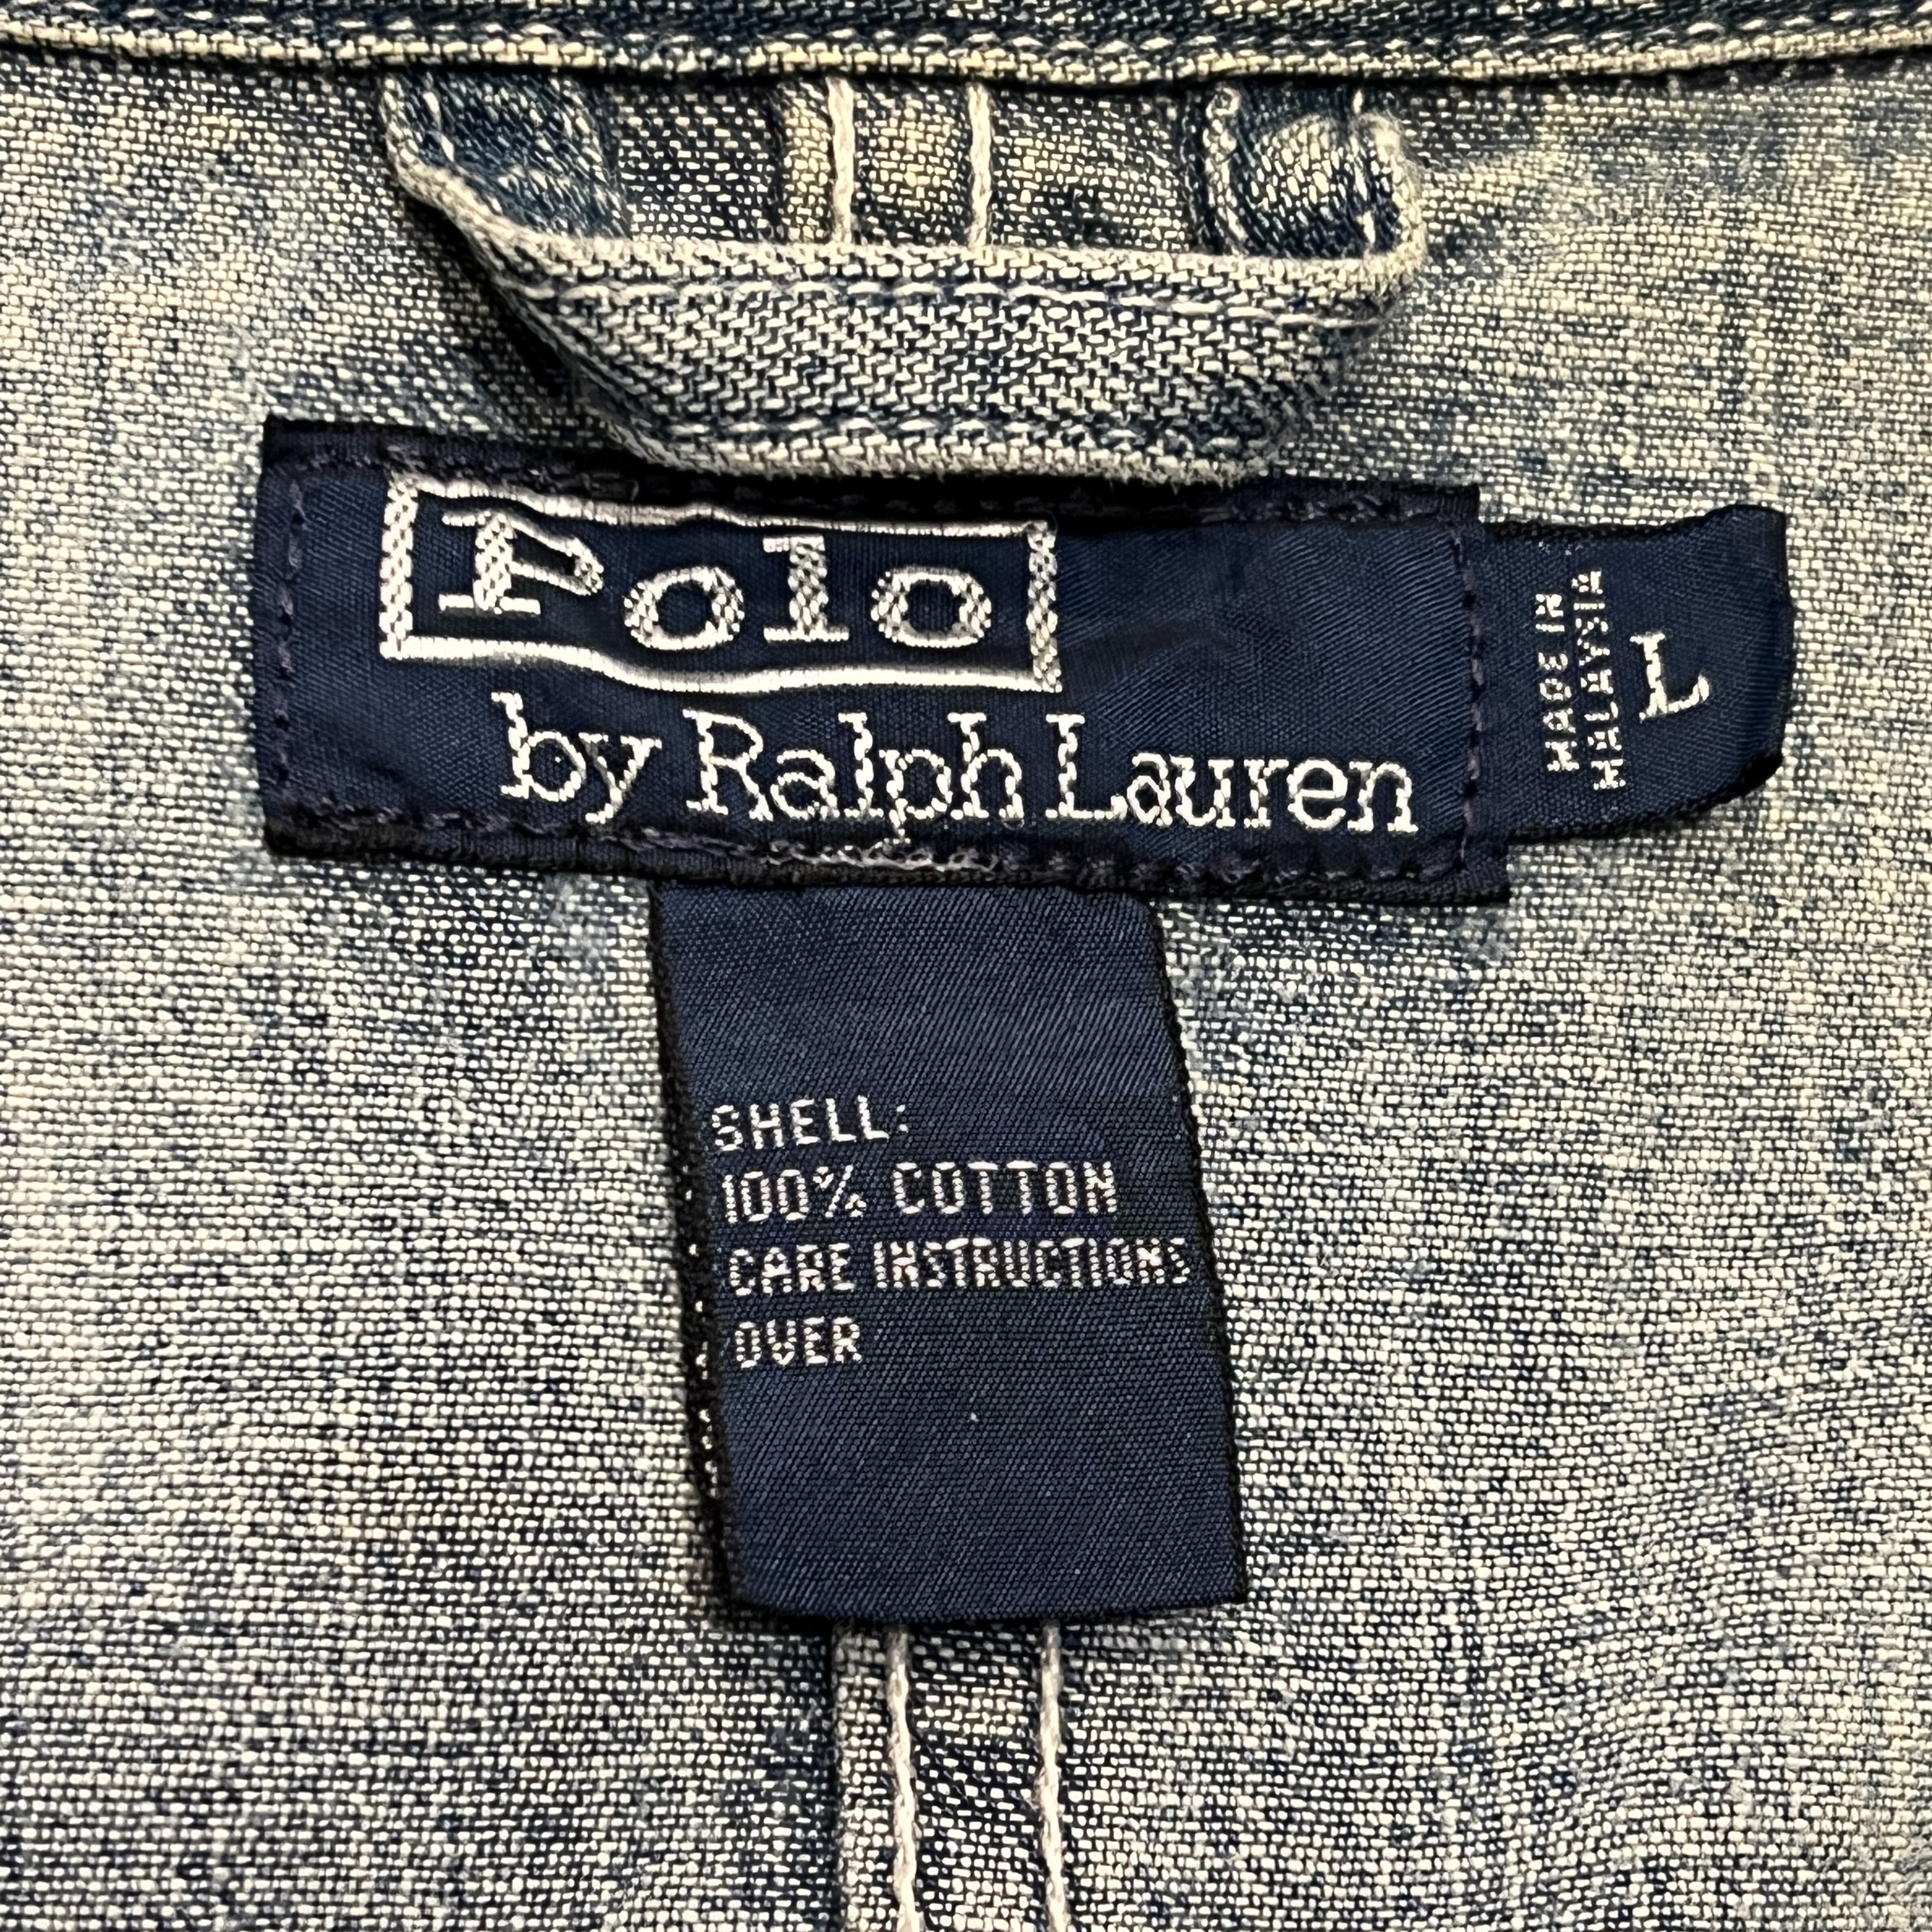 Polo
by Ralph Lauren
MADE IN
MALAYSIA
L
SHELL:
100% COTTON
CARE INSTRUCTIONS
OVER